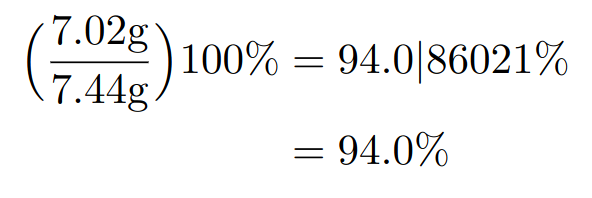 (7.02g / 7.44g) 100% = 94.0|86021%
= 94.0%